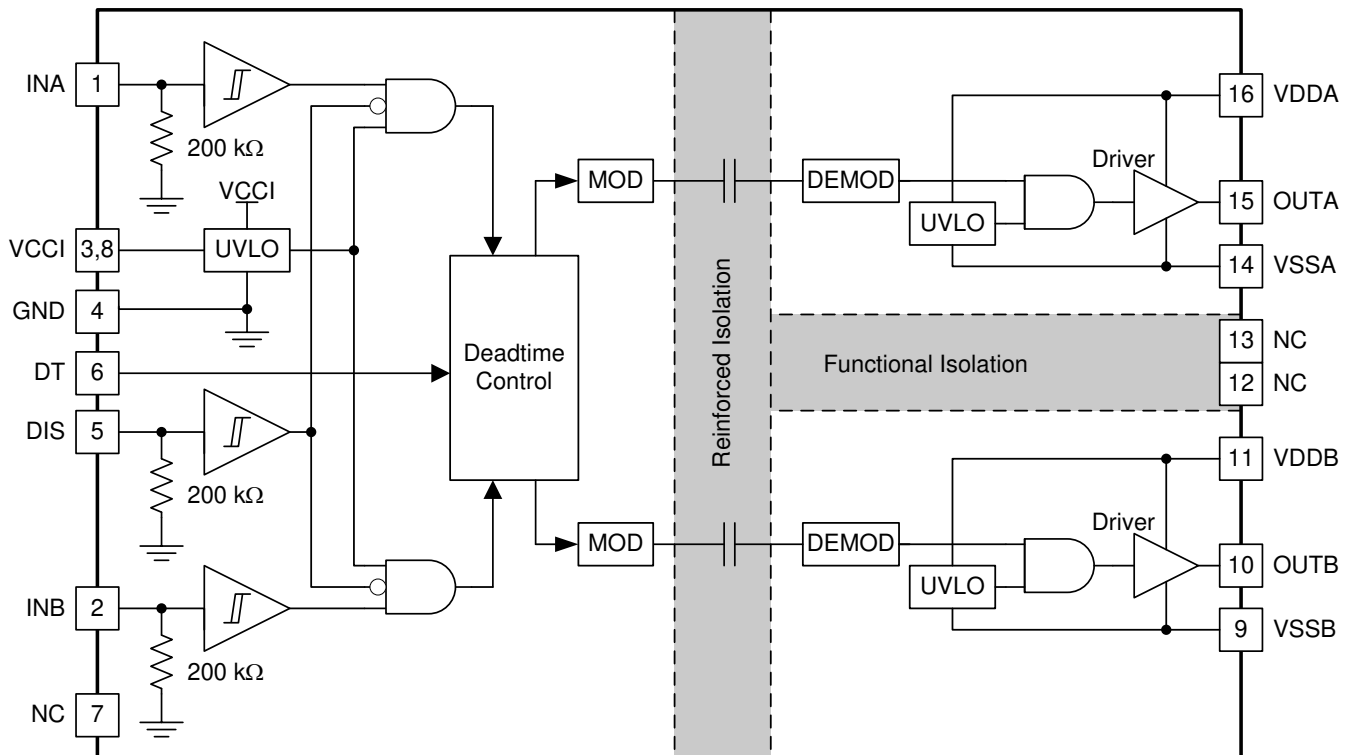 INA
1
200 kΩ
VCCI
VCCI
3,8
UVLO
GND
4
DT
6
DIS
5
200 kΩ
INB
2
200 kΩ
NC
7
Deadtime
Control
MOD
MOD
Reinforced Isolation
Functional Isolation
DEMOD
UVLO
Driver
16
VDDA
15
OUTA
14
VSSA
13
NC
12
NC
DEMOD
UVLO
Driver
11
VDDB
10
OUTB
9
VSSB